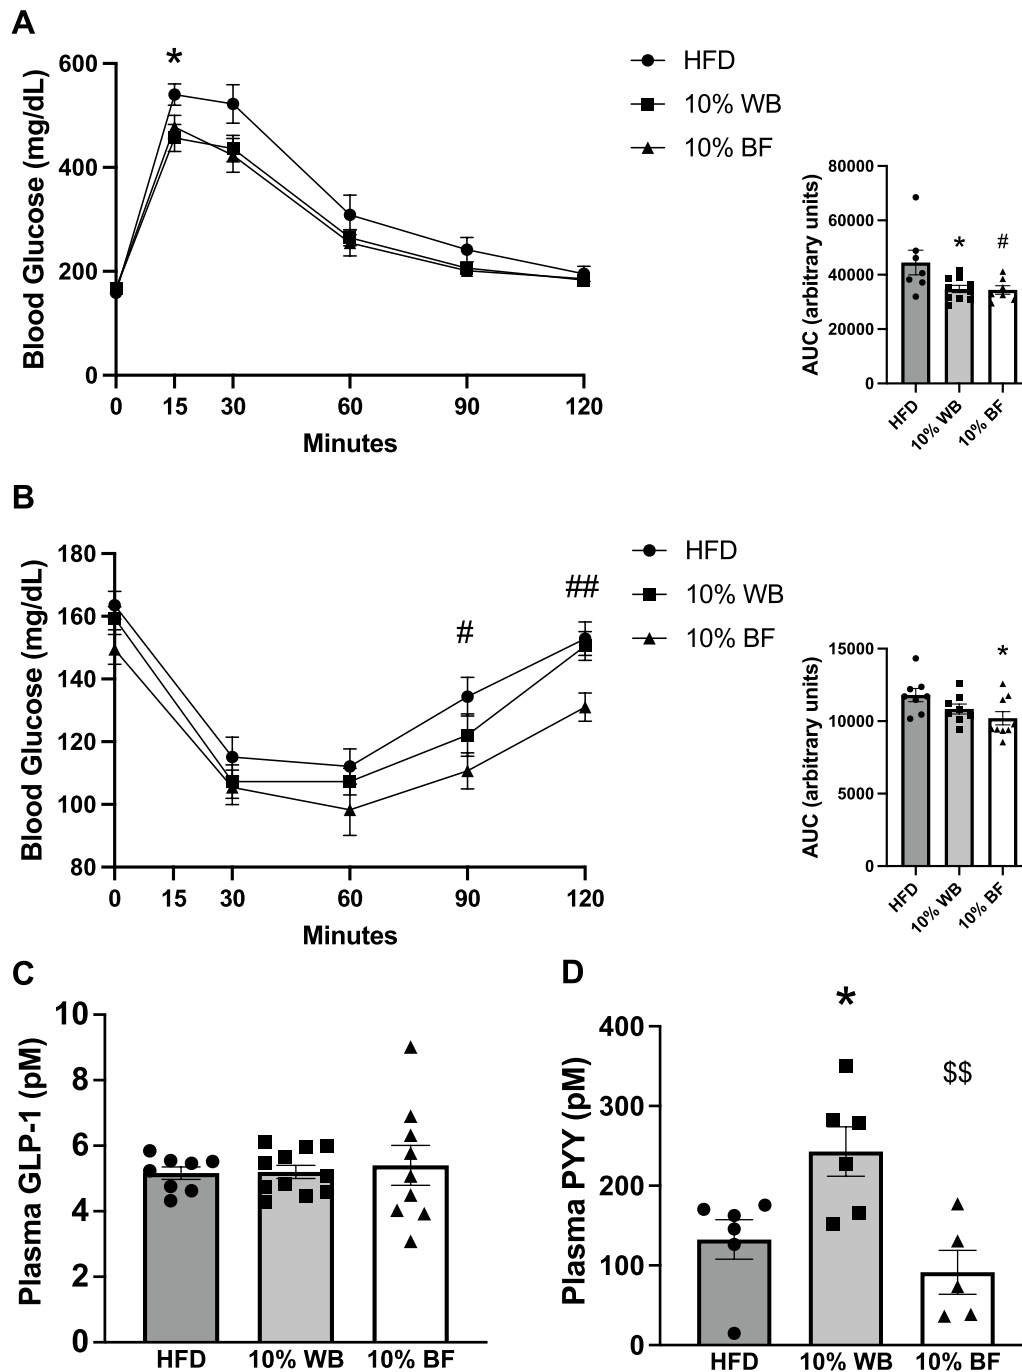 A
*
600
400
200
0
Blood Glucose (mg/dL)
0 15 30 60 90 120
Minutes
HFD
10% WB
10% BF
80000
60000
40000
20000
0
AUC (arbitrary units)
* #
HFD 10% WB 10% BF
B
180
160
140
120
100
80
Blood Glucose (mg/dL)
# ##
0 15 30 60 90 120
Minutes
HFD
10% WB
10% BF
15000
10000
5000
0
AUC (arbitrary units)
*
HFD 10% WB 10% BF
C
10
8
6
4
2
0
Plasma GLP-1 (pM)
HFD 10% WB 10% BF
D
400
300
200
100
0
Plasma PYY (pM)
*
$$
HFD 10% WB 10% BF